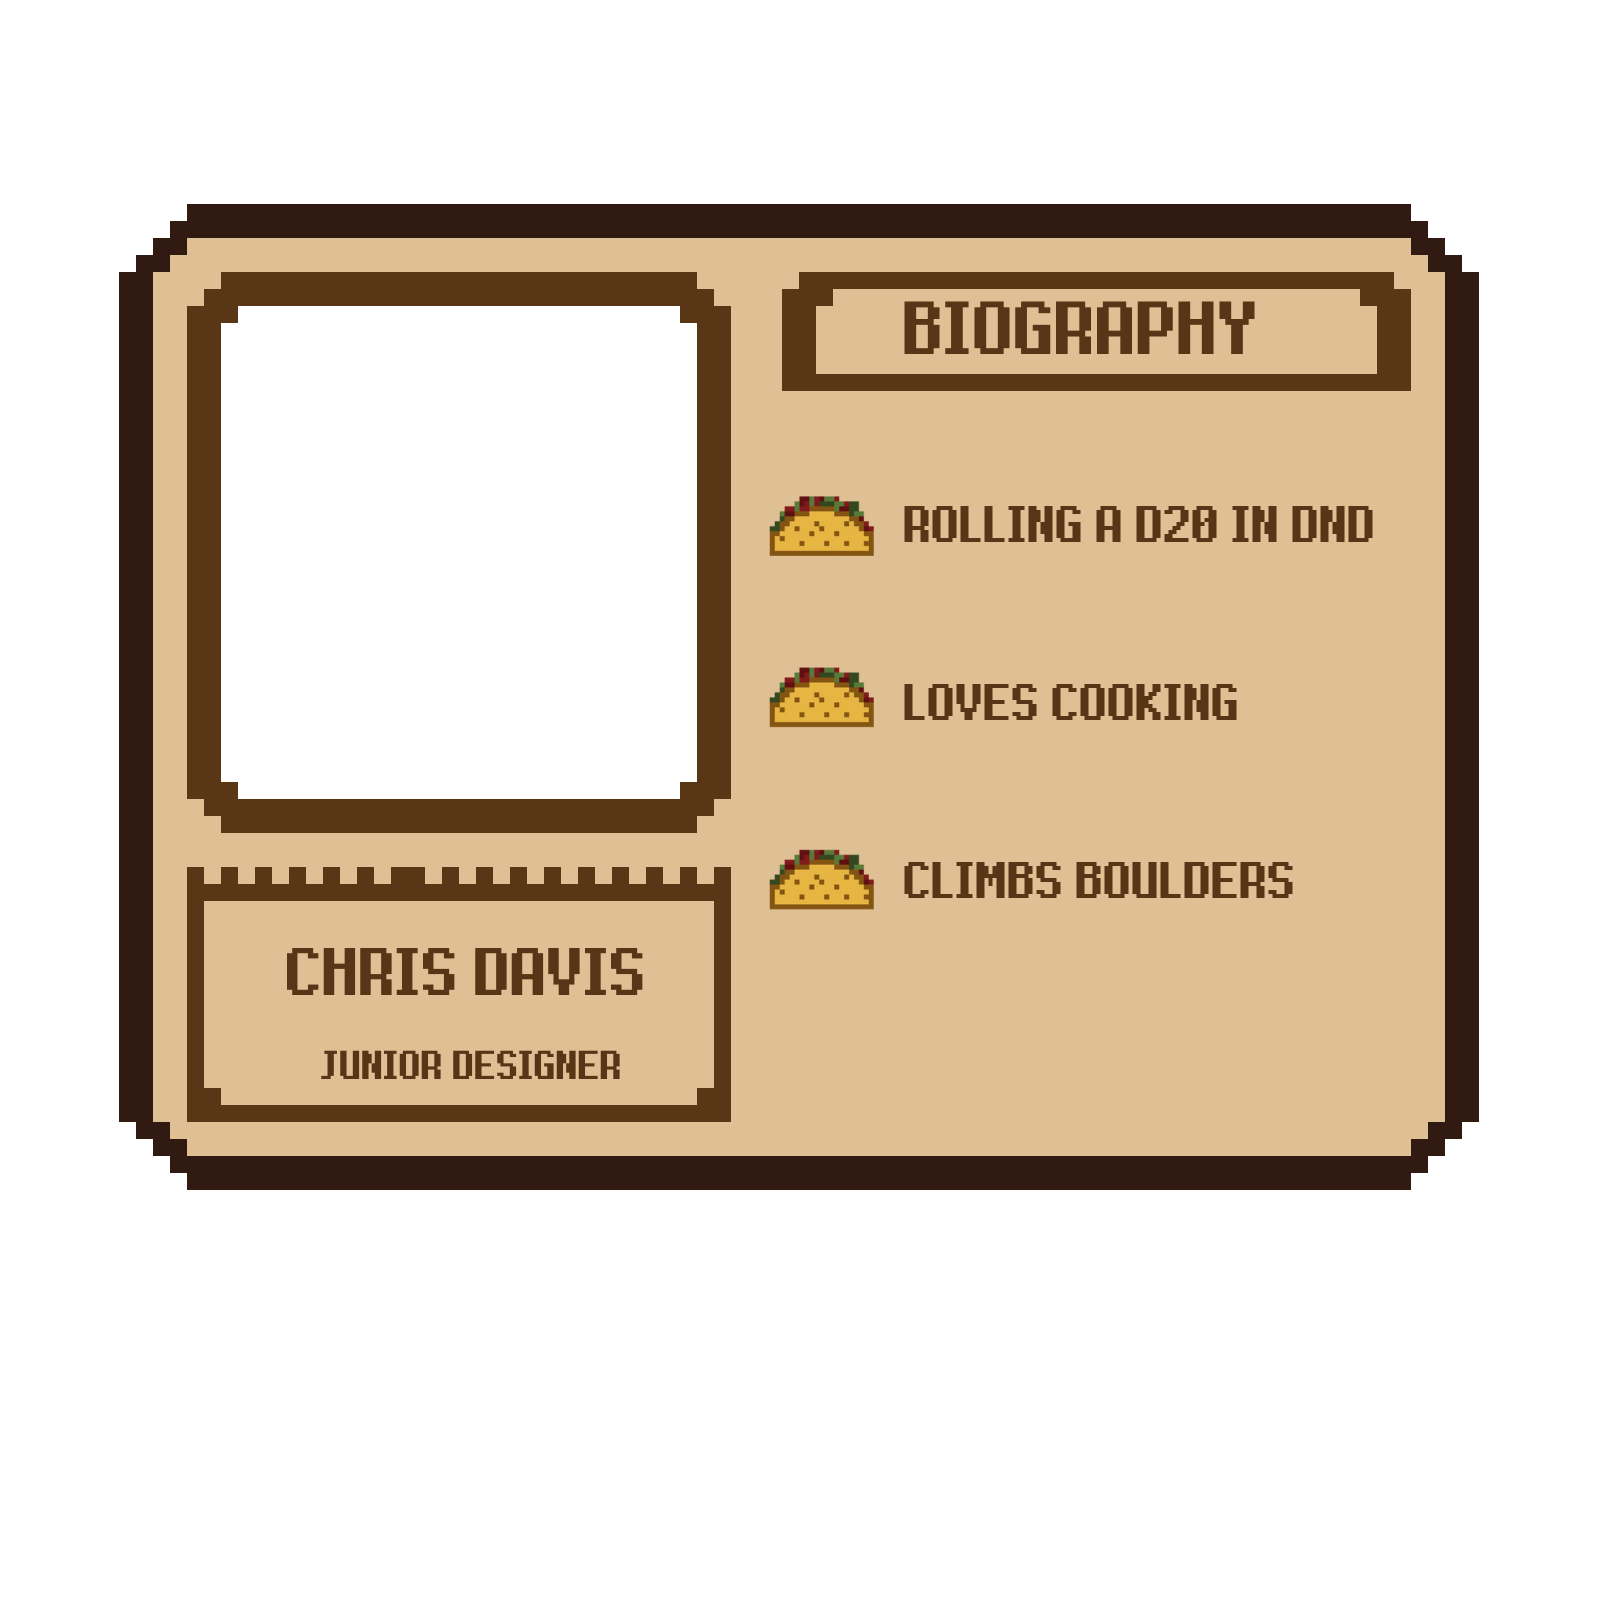 BIOGRAPHY
ROLLING A D20 IN DND
LOVES COOKING
CLIMBS BOULDERS
CHRIS DAVIS
JUNIOR DESIGNER